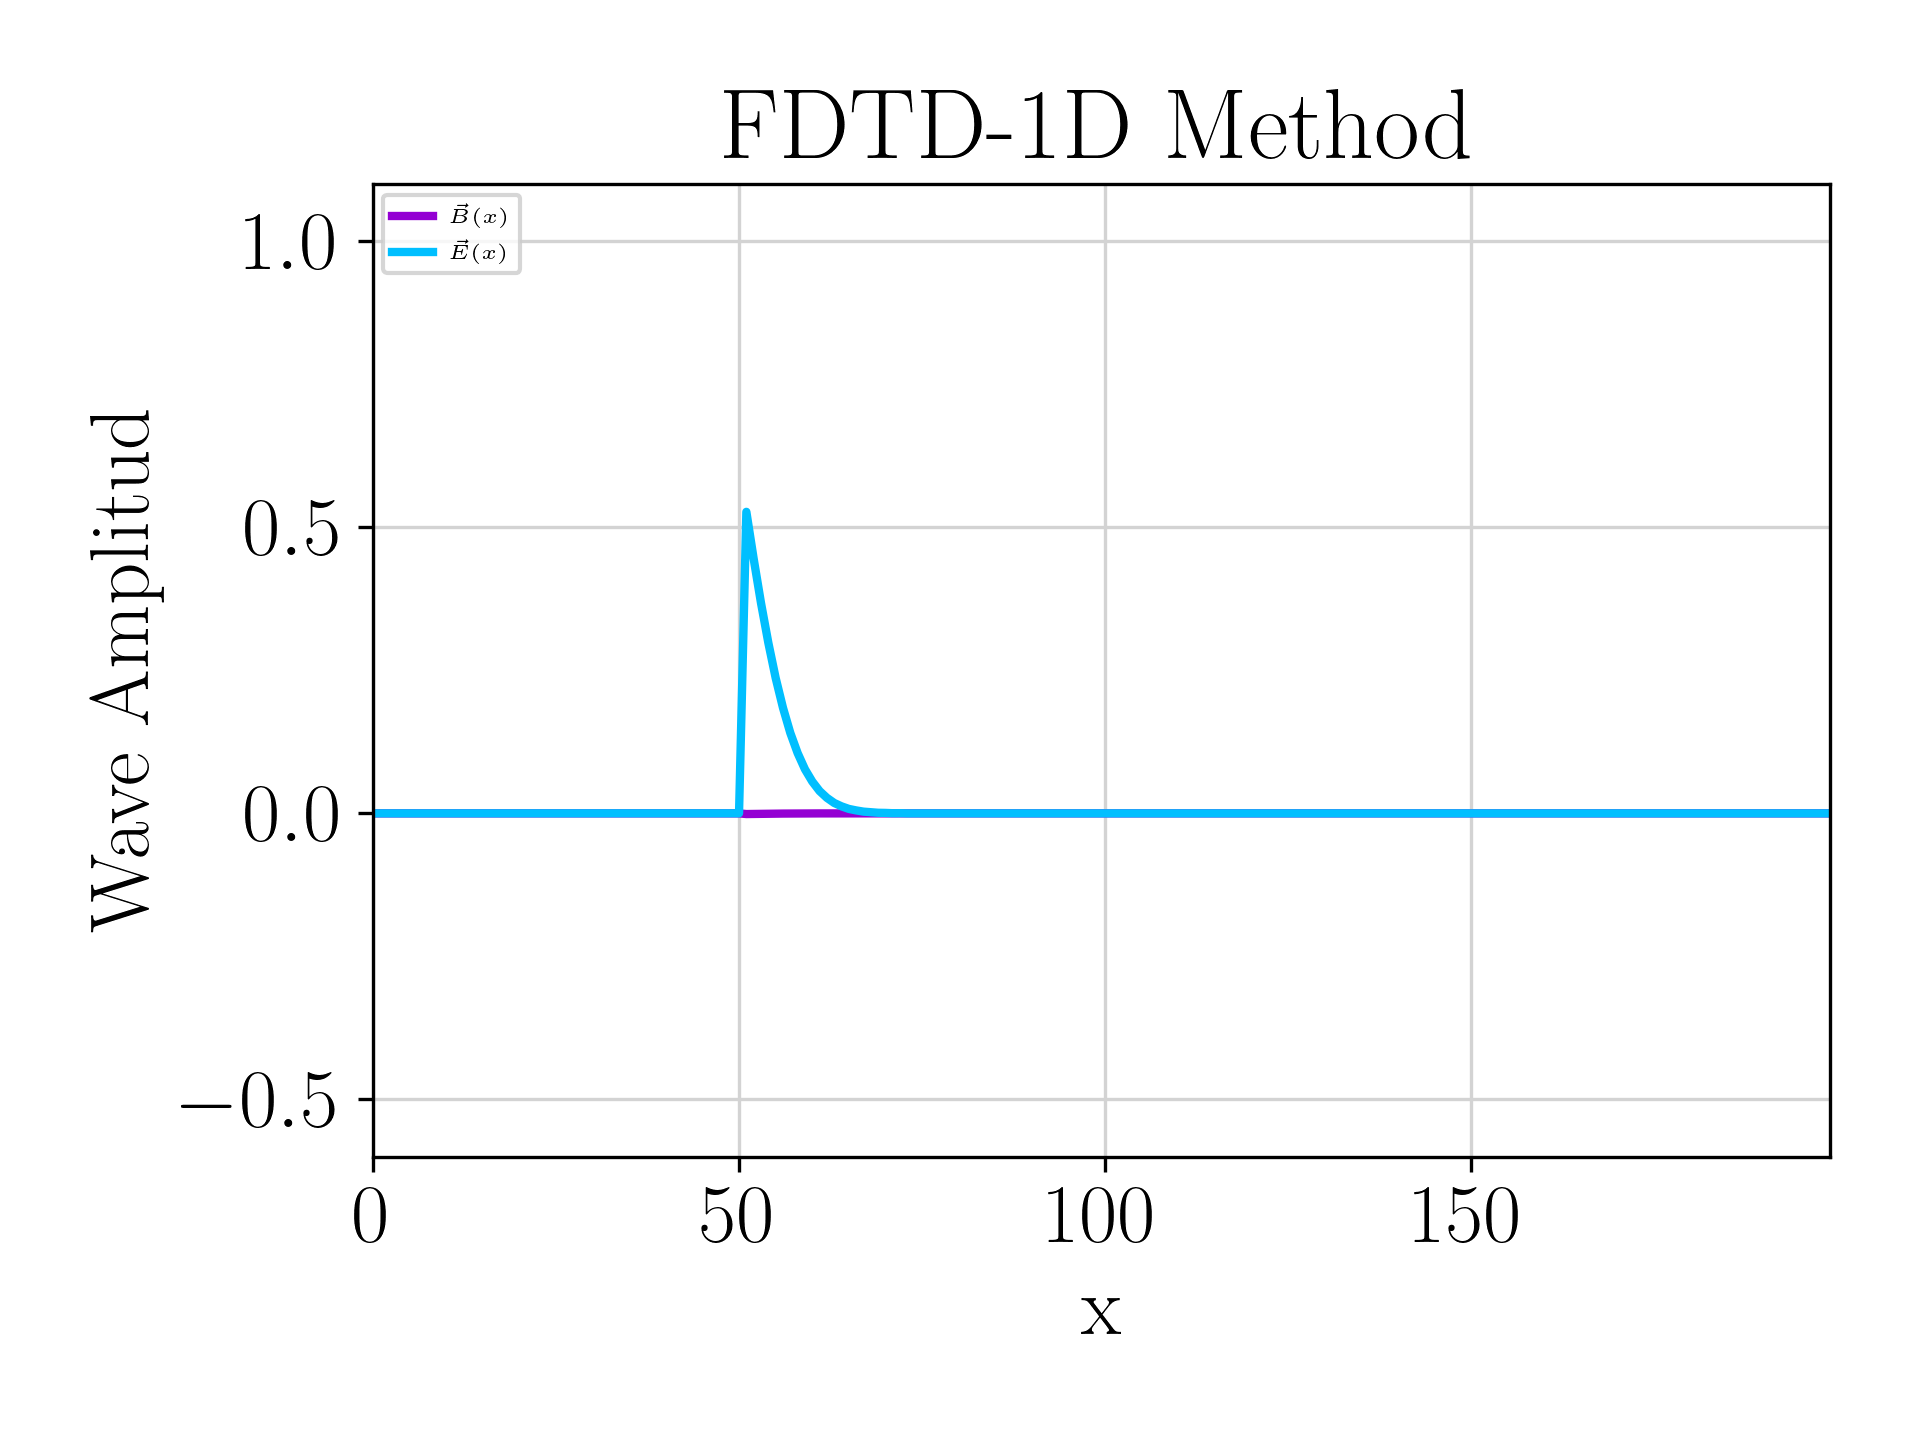 FDTD-1D Method
$\vec{B}(x)$
$\vec{E}(x)$
1.0
0.5
0.0
−0.5
Wave Amplitud
0 50 100 150
x